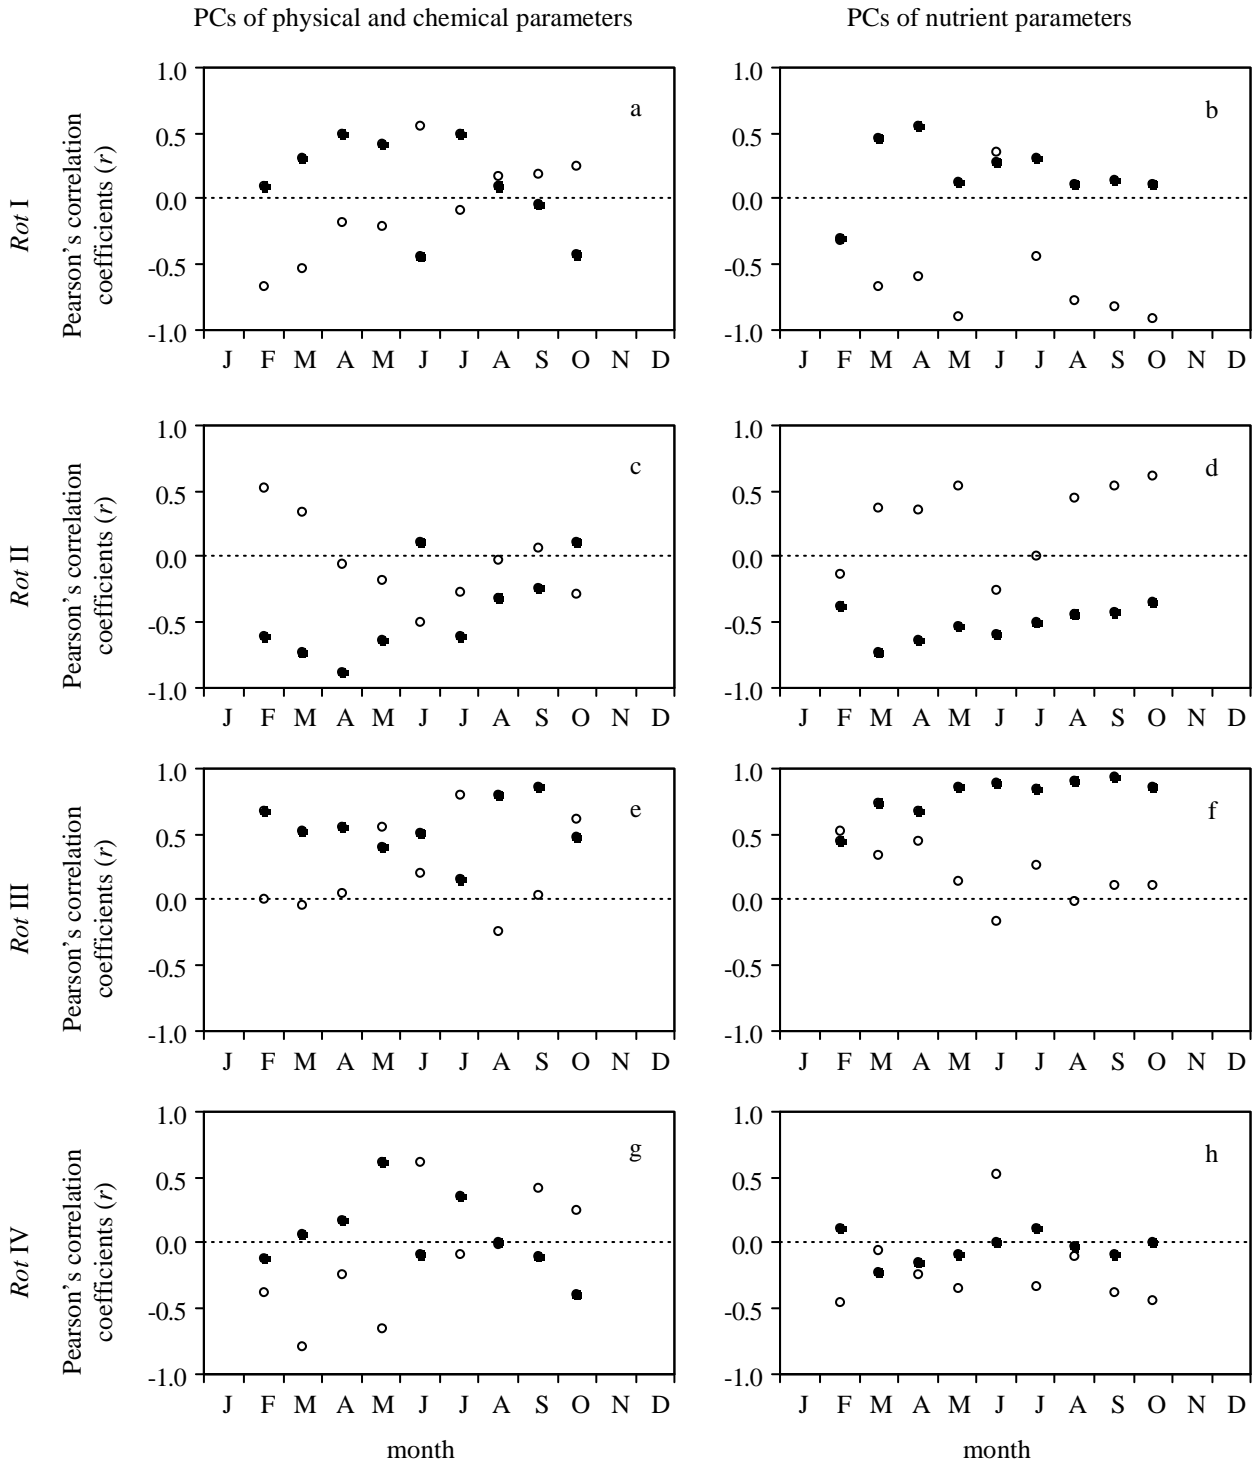 PCs of physical and chemical parameters
PCs of nutrient parameters
Rot I
Pearson's correlation
coefficients (r)
1.0
0.5
0.0
-0.5
-1.0
a
J F M A M J J A S O N D
1.0
0.5
0.0
-0.5
-1.0
b
J F M A M J J A S O N D
Rot II
Pearson's correlation
coefficients (r)
1.0
0.5
0.0
-0.5
-1.0
c
J F M A M J J A S O N D
1.0
0.5
0.0
-0.5
-1.0
d
J F M A M J J A S O N D
Rot III
Pearson's correlation
coefficients (r)
1.0
0.5
0.0
-0.5
-1.0
e
J F M A M J J A S O N D
1.0
0.5
0.0
-0.5
-1.0
f
J F M A M J J A S O N D
Rot IV
Pearson's correlation
coefficients (r)
1.0
0.5
0.0
-0.5
-1.0
g
J F M A M J J A S O N D
month
1.0
0.5
0.0
-0.5
-1.0
h
J F M A M J J A S O N D
month